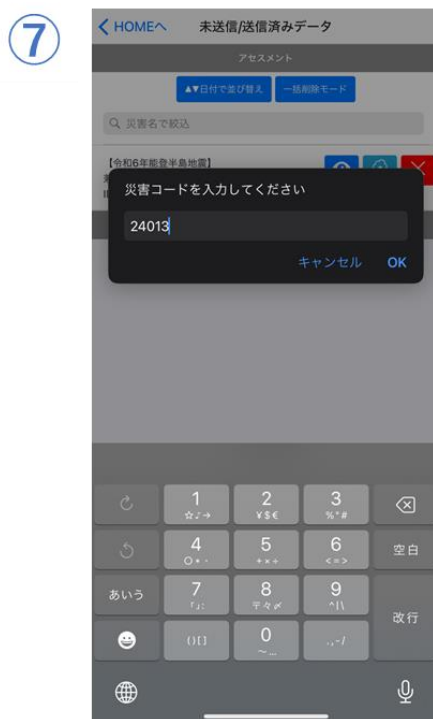 ⑦
HOMEへ 未送信/送信済みデータ
アセスメント
▲▼日付で並び替え 一括削除モード
災害名で絞込
【令和6年能登半島地震】
災害コードを入力してください
24013
キャンセル OK
1 2 3
☆♪→ ¥$€ %°#
4 5 6 空白
○*・ +×÷ <=>
あいう 7 8 9
「」: 〒々〆 ^|\
改行
()[] 0 .,-/
~…